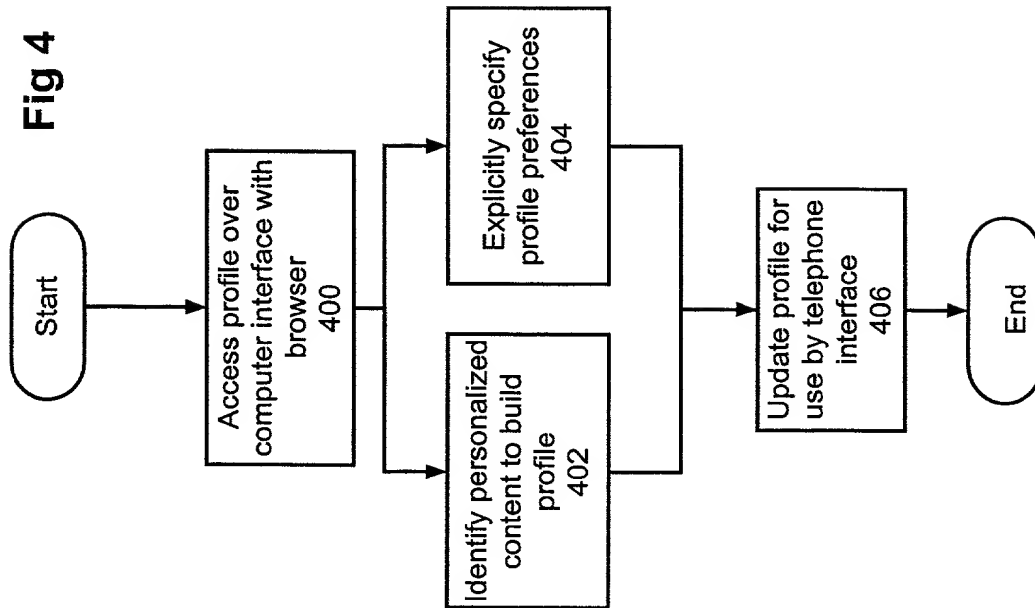 Fig 4
Start
Access profile over
computer interface with
browser
400
Identify personalized
content to build
profile
402
Explicitly specify
profile preferences
404
Update profile for
use by telephone
interface
406
End